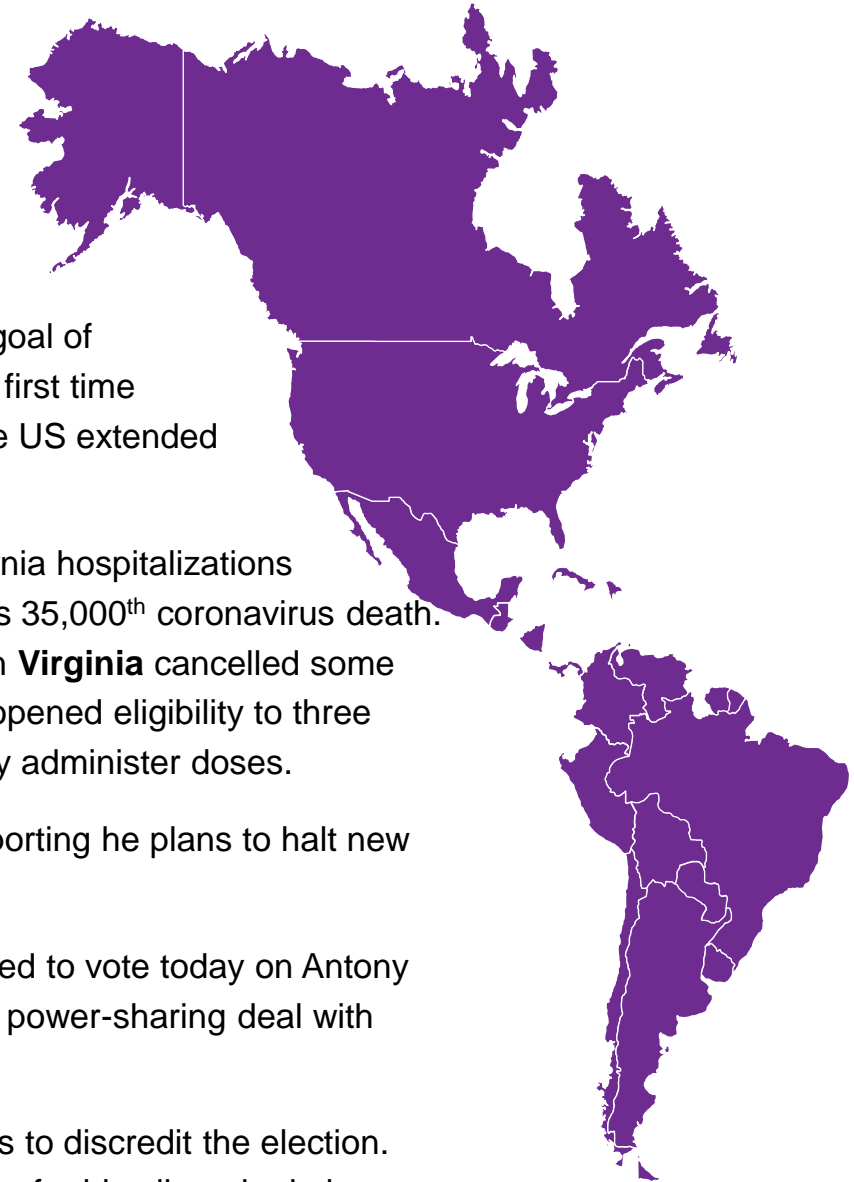 goal of
first time
e US extended
nia hospitalizations
s 35,000th coronavirus death.
n Virginia cancelled some
opened eligibility to three
y administer doses.
orting he plans to halt new
ed to vote today on Antony
power-sharing deal with
s to discredit the election.